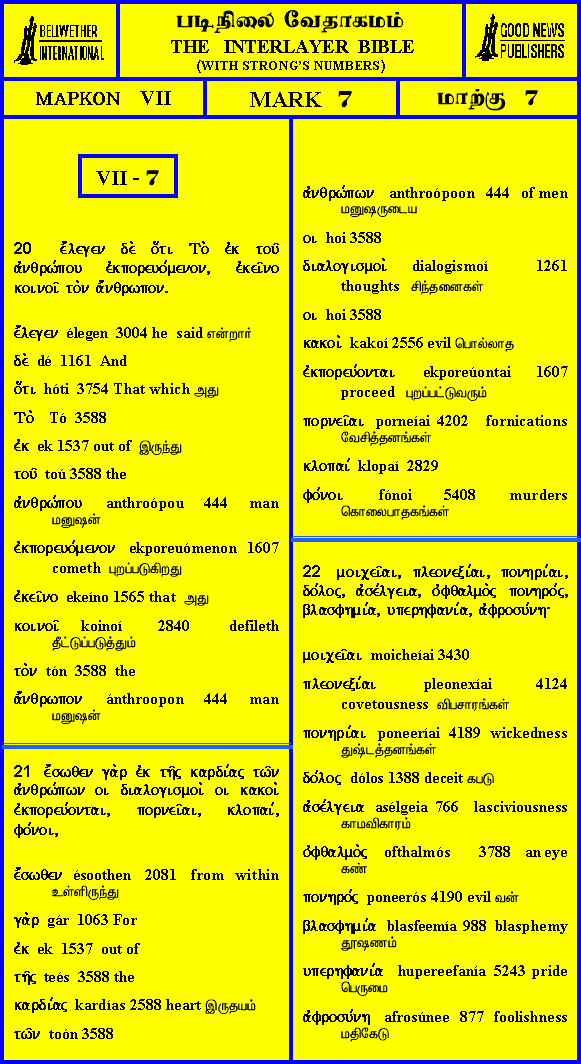 BELLWETHER
INTERNATIONAL
படிநிலை வேதாகமம்
THE INTERLAYER BIBLE
(WITH STRONG'S NUMBERS)
GOOD NEWS
PUBLISHERS
ΜΑΡΚΟΝ VII
MARK 7
மாற்கு 7
VII - 7
20 ἔλεγεν δὲ ὅτι Τὸ ἐκ τοῦ
ἀνθρώπου ἐκπορευόμενον, ἐκεῖνο
κοινοῖ τὸν ἄνθρωπον.
ἔλεγεν élegen 3004 he said என்றார்
δὲ dé 1161 And
ὅτι hóti 3754 That which அது
Τὸ Tó 3588
ἐκ ek 1537 out of இருந்து
τοῦ toú 3588 the
ἀνθρώπου anthroópou 444 man
மனுஷன்
ἐκπορευόμενον ekporeuómenon 1607
cometh புறப்படுகிறது
ἐκεῖνο ekeíno 1565 that அது
κοινοῖ koinoí 2840 defileth
தீட்டுப்படுத்தும்
τὸν tón 3588 the
ἄνθρωπον ánthroopon 444 man
மனுஷன்
21 ἔσωθεν γὰρ ἐκ τῆς καρδίας τῶν
ἀνθρώπων οι διαλογισμοὶ οι κακοὶ
ἐκπορεύονται, πορνεῖαι, κλοπαί,
φόνοι,
ἔσωθεν ésoothen 2081 from within
உள்ளிருந்து
γὰρ gár 1063 For
ἐκ ek 1537 out of
τῆς teés 3588 the
καρδίας kardías 2588 heart இருதயம்
τῶν toón 3588
ἀνθρώπων anthroópoon 444 of men
மனுஷருடைய
οι hoi 3588
διαλογισμοὶ dialogismoí 1261
thoughts சிந்தனைகள்
οι hoi 3588
κακοὶ kakoí 2556 evil பொல்லாத
ἐκπορεύονται ekporeúontai 1607
proceed புறப்பட்டுவரும்
πορνεῖαι porneíai 4202 fornications
வேசித்தனங்கள்
κλοπαί klopaí 2829
φόνοι fónoi 5408 murders
கொலைபாதகங்கள்
22 μοιχεῖαι, πλεονεξίαι, πονηρίαι,
δόλος, ἀσέλγεια, ὀφθαλμὸς πονηρός,
βλασφημία, υπερηφανία, ἀφροσύνη·
μοιχεῖαι moicheíai 3430
πλεονεξίαι pleonexíai 4124
covetousness விபசாரங்கள்
πονηρίαι poneeríai 4189 wickedness
துஷ்டத்தனங்கள்
δόλος dólos 1388 deceit கபடு
ἀσέλγεια asélgeia 766 lasciviousness
காமவிகாரம்
ὀφθαλμὸς ofthalmós 3788 an eye
கண்
πονηρός poneerós 4190 evil வன்
βλασφημία blasfeemía 988 blasphemy
தூஷணம்
υπερηφανία hupereefanía 5243 pride
பெருமை
ἀφροσύνη afrosúnee 877 foolishness
மதிகேடு